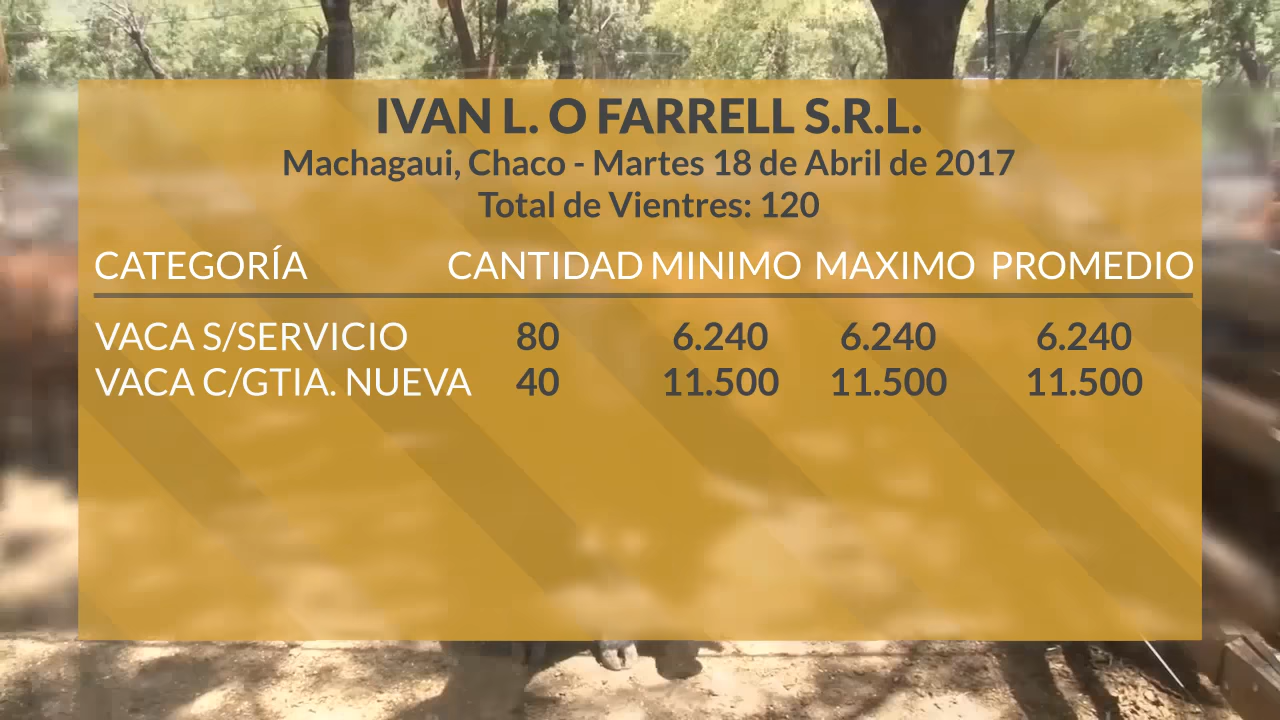 IVAN L. O FARRELL S.R.L.
Machagaui, Chaco - Martes 18 de Abril de 2017
Total de Vientres: 120
CATEGORÍA CANTIDAD MINIMO MAXIMO PROMEDIO
VACA S/SERVICIO 80 6.240 6.240 6.240
VACA C/GTIA. NUEVA 40 11.500 11.500 11.500